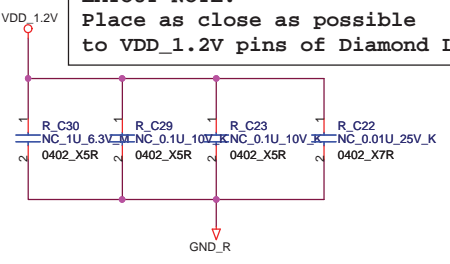 Place as close as possible
to VDD_1.2V pins of Diamond
VDD_1.2V
1
R_C30
NC_1U_6.3V_M
2
0402_X5R
1
R_C29
NC_0.1U_10V_K
2
0402_X5R
1
R_C23
NC_0.1U_10V_K
2
0402_X5R
1
R_C22
NC_0.01U_25V_K
2
0402_X7R
GND_R